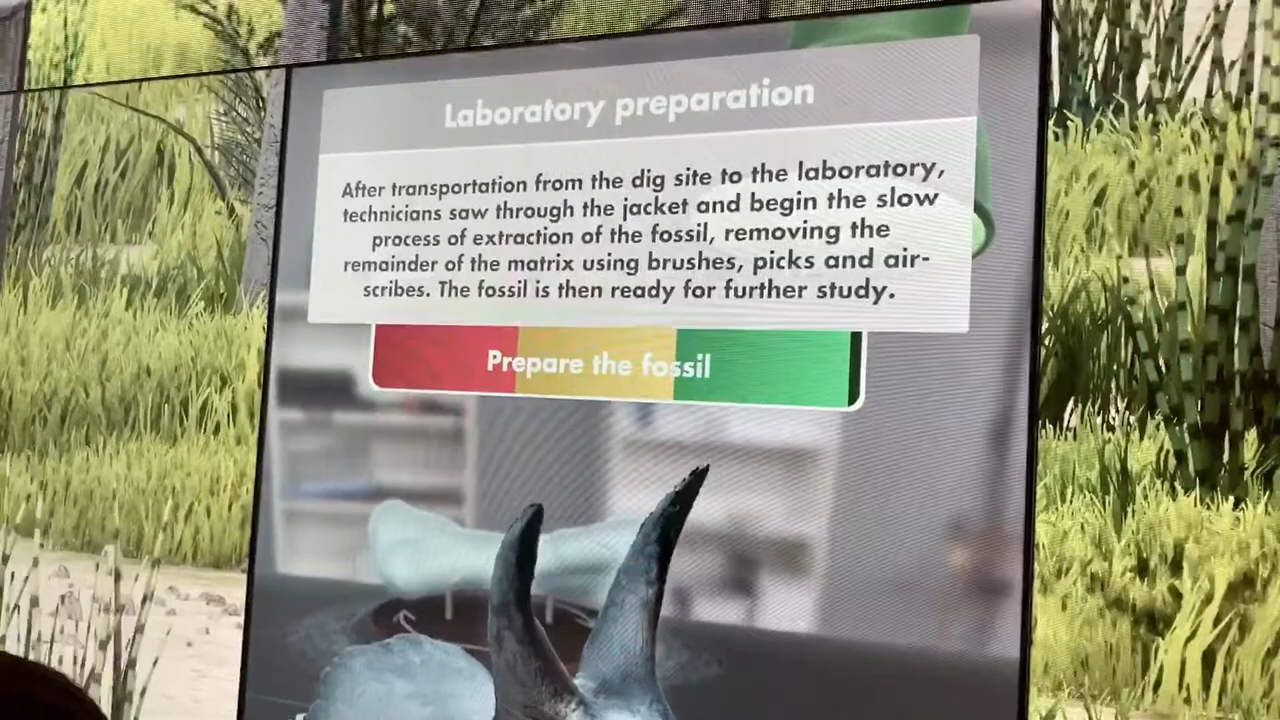 Laboratory preparation
After transportation from the dig site to the laboratory,
technicians saw through the jacket and begin the slow
process of extraction of the fossil, removing the
remainder of the matrix using brushes, picks and air-
scribes. The fossil is then ready for further study.
Prepare the fossil